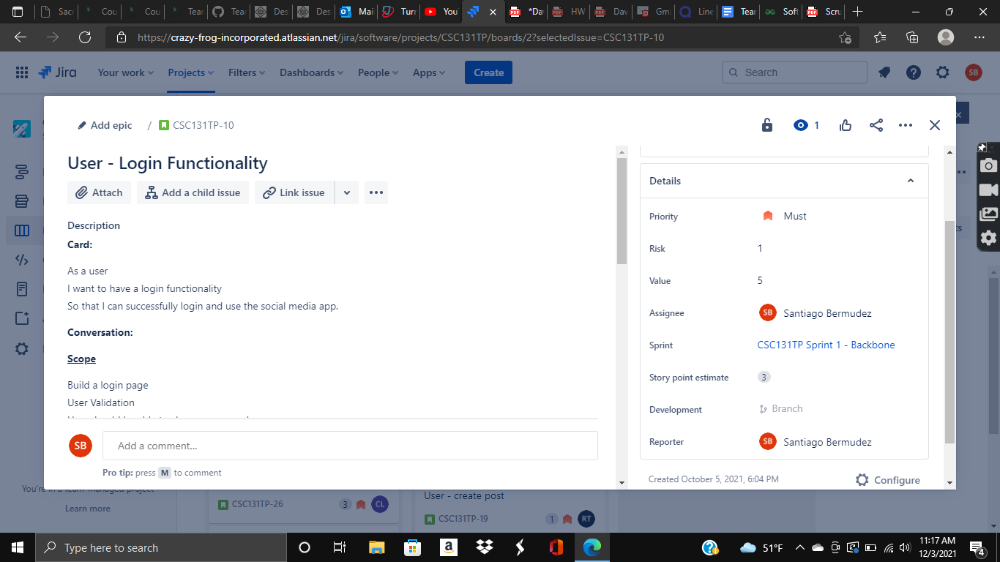 Sacr
Cou
Cou
Tear
Tear
Des
Des
Mai
Turr
You
*Da
HW
Dav
Gm
Line
Tear
Soft
Scru
https://crazy-frog-incorporated.atlassian.net/jira/software/projects/CSC131TP/boards/2?selectedIssue=CSC131TP-10
Jira
Your work
Projects
Filters
Dashboards
People
Apps
Create
Search
SB
Add epic / CSC131TP-10
1
User - Login Functionality
Attach
Add a child issue
Link issue
Description
Card:
As a user
I want to have a login functionality
So that I can successfully login and use the social media app.
Conversation:
Scope
Build a login page
User Validation
SB
Add a comment...
Pro tip: press M to comment
Details
Priority Must
Risk 1
Value 5
Assignee SB Santiago Bermudez
Sprint CSC131TP Sprint 1 - Backbone
Story point estimate 3
Development Branch
Reporter SB Santiago Bermudez
Created October 5, 2021, 6:04 PM
Configure
You're in a team-managed project
Learn more
CSC131TP-26 3 CL
User - create post
CSC131TP-19 1 RT
Type here to search
51°F
11:17 AM
12/3/2021
4